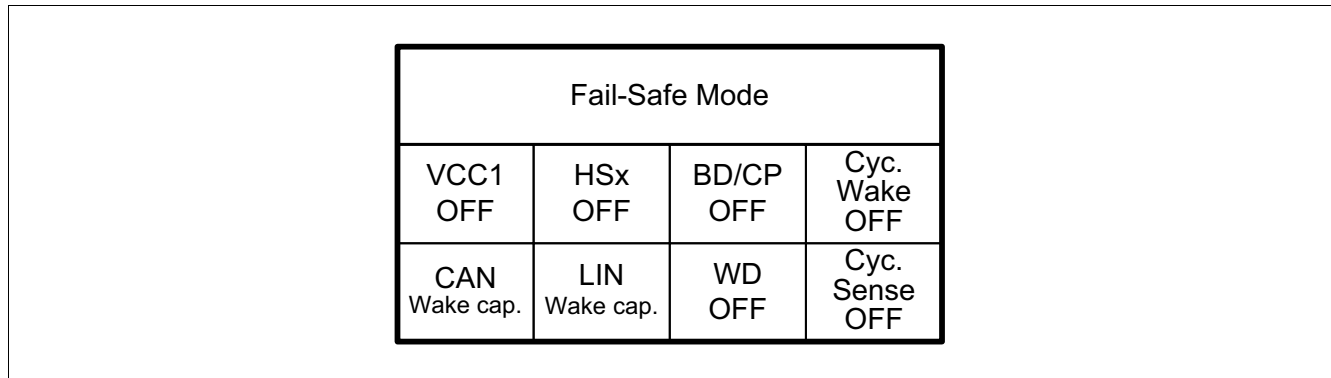 Fail-Safe Mode
VCC1
OFF
HSx
OFF
BD/CP
OFF
Cyc.
Wake
OFF
CAN
Wake cap.
LIN
Wake cap.
WD
OFF
Cyc.
Sense
OFF